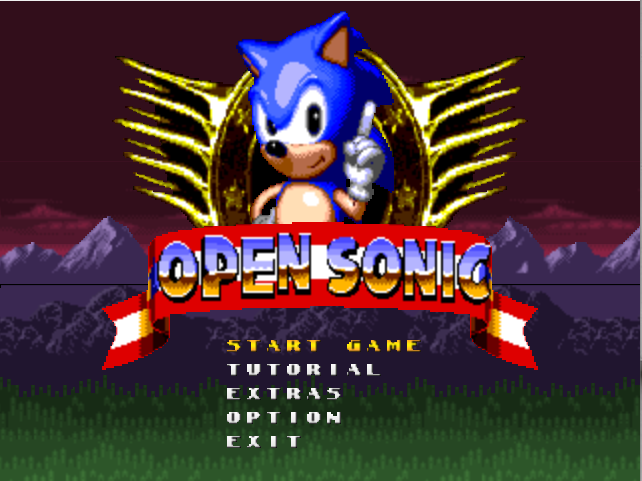 OPEN SONIC
START GAME
TUTORIAL
EXTRAS
OPTION
EXIT